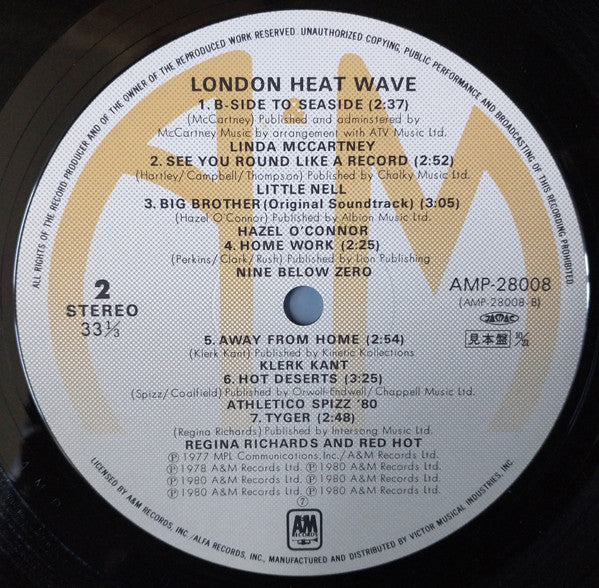 ALL RIGHTS OF THE RECORD PRODUCER AND OF THE OWNER OF THE REPRODUCED WORK RESERVED. UNAUTHORIZED COPYING, PUBLIC PERFORMANCE AND BROADCASTING OF THIS RECORD PROHIBITED
LONDON HEAT WAVE
1. B-SIDE TO SEASIDE (2:37)
(McCartney) Published and adminstered by
McCartney Music by arrangement with ATV Music Ltd.
LINDA MCCARTNEY
2. SEE YOU ROUND LIKE A RECORD (2:52)
(Hartley/Campbell/Thompson) Published by Chalky Music Ltd.
LITTLE NELL
3. BIG BROTHER (Original Soundtrack) (3:05)
(Hazel O'Connor) Published by Albion Music Ltd.
HAZEL O'CONNOR
4. HOME WORK (2:25)
(Perkins/Clark/Rush) Published by Lion Publishing
NINE BELOW ZERO
2
STEREO
33 1/3
AMP-28008
(AMP-28008-B)
見本盤
5. AWAY FROM HOME (2:54)
(Klerk Kant) Published by Kinetic Kollections
KLERK KANT
6. HOT DESERTS (3:25)
(Spizz/Coalfield) Published by Overdenil/Chappell Music Ltd.
ATHLETICO SPIZZ '80
7. TYGER (2:48)
(Regina Richards) Published by Intersong Music Ltd.
REGINA RICHARDS AND RED HOT
Ⓟ 1977 MPL Communications, Inc./A&M Records Ltd.
Ⓟ 1978 A&M Records Ltd. Ⓟ 1980 A&M Records Ltd.
Ⓟ 1980 A&M Records Ltd. Ⓟ 1980 A&M Records Ltd.
Ⓟ 1980 A&M Records Ltd. Ⓟ 1980 A&M Records Ltd.
⑦
A&M
RECORDS
LICENSED BY A&M RECORDS, INC./ALFA RECORDS, INC., MANUFACTURED AND DISTRIBUTED BY VICTOR MUSICAL INDUSTRIES, INC.